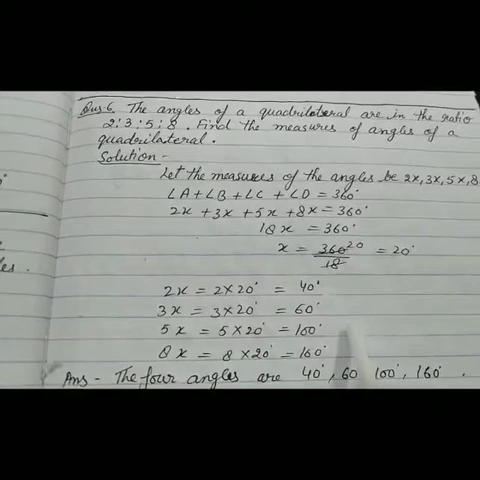 Qus.6 The angles of a quadrilateral are in the ratio
2:3:5:8. Find the measures of angles of a
quadrilateral.
Solution-
Let the measures of the angles be 2x, 3x, 5x, 8
∠A+∠B+∠C+∠D=360°
2x+3x+5x+8x=360°
18x=360°
x=360°/18 20=20°
2x=2×20°=40°
3x=3×20°=60°
5x=5×20°=100°
8x=8×20°=160°
Ans- The four angles are 40°, 60 100°, 160°.